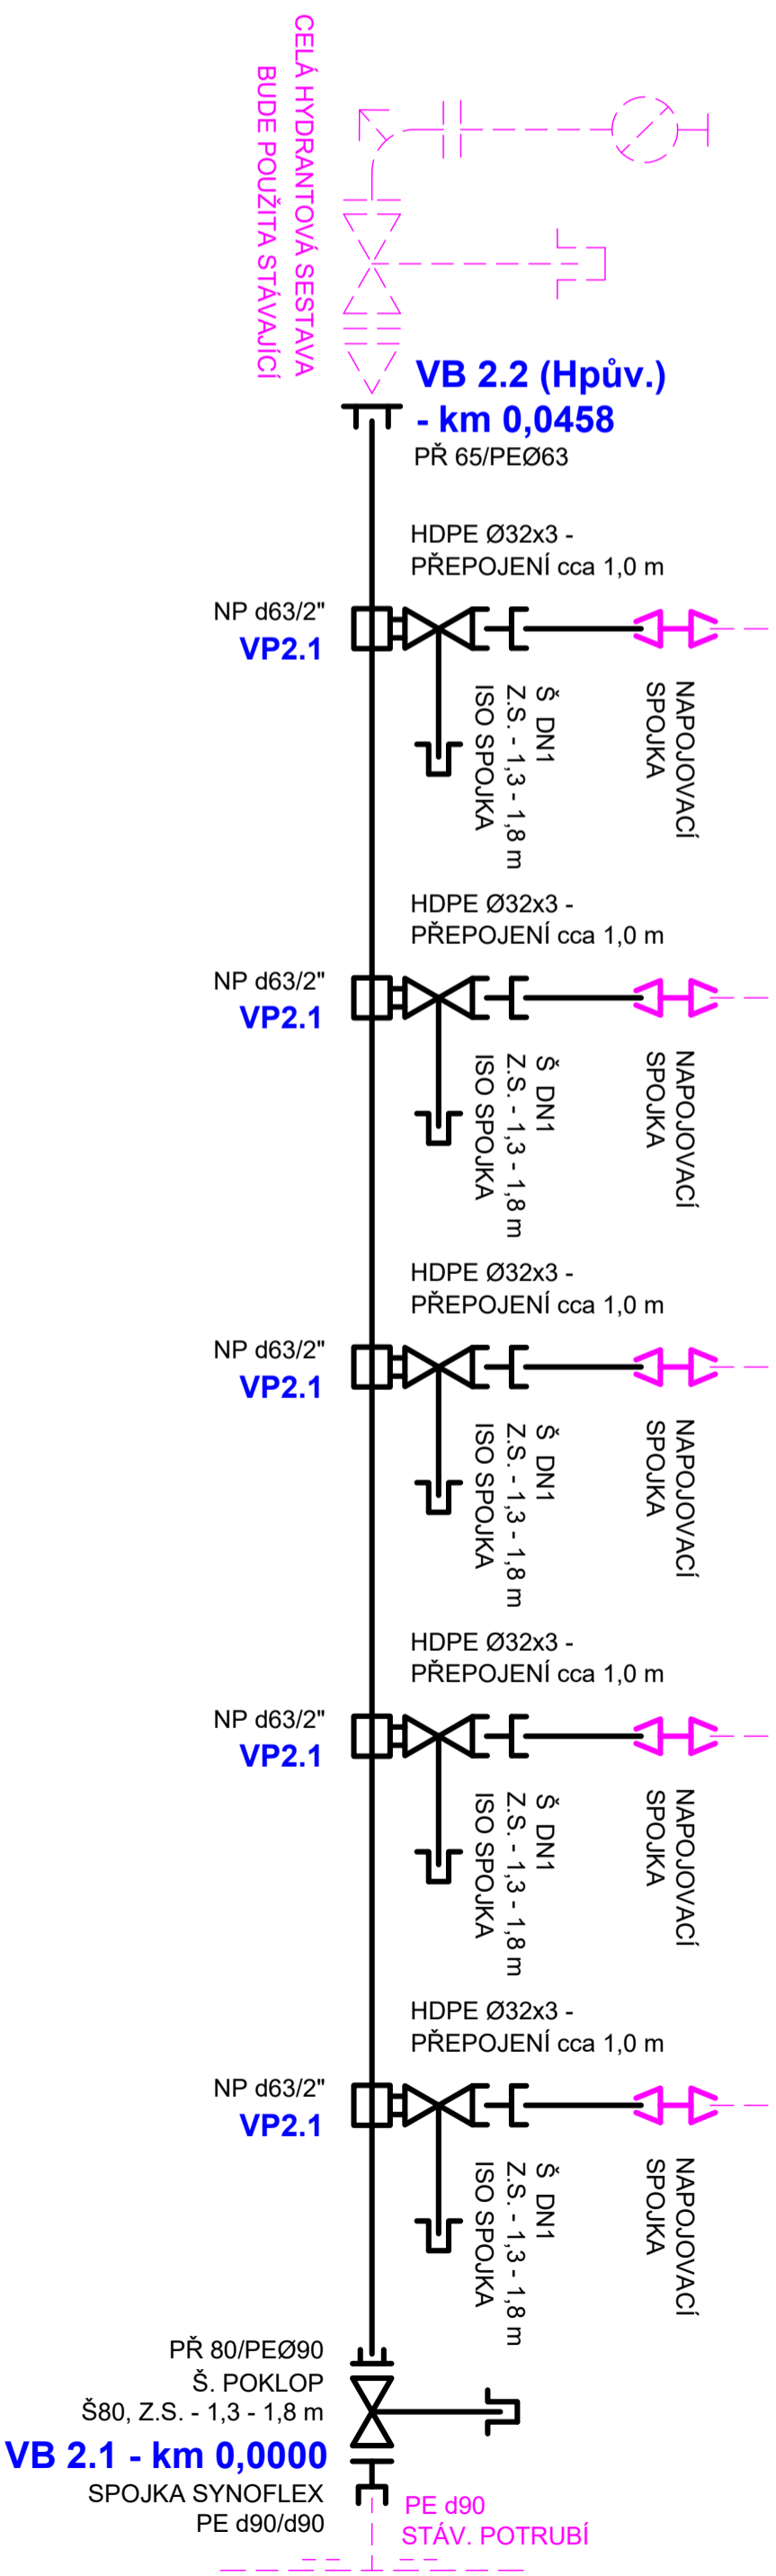 CELÁ HYDRANTOVÁ SESTAVA
BUDE POUŽITA STÁVAJÍCÍ
VB 2.2 (Hpův.)
- km 0,0458
PŘ 65/PEØ63
HDPE Ø32x3 -
PŘEPOJENÍ cca 1,0 m
NP d63/2"
VP2.1
Š DN1
Z.S. - 1,3 - 1,8 m
ISO SPOJKA
NAPOJOVACÍ
SPOJKA
HDPE Ø32x3 -
PŘEPOJENÍ cca 1,0 m
NP d63/2"
VP2.1
Š DN1
Z.S. - 1,3 - 1,8 m
ISO SPOJKA
NAPOJOVACÍ
SPOJKA
HDPE Ø32x3 -
PŘEPOJENÍ cca 1,0 m
NP d63/2"
VP2.1
Š DN1
Z.S. - 1,3 - 1,8 m
ISO SPOJKA
NAPOJOVACÍ
SPOJKA
HDPE Ø32x3 -
PŘEPOJENÍ cca 1,0 m
NP d63/2"
VP2.1
Š DN1
Z.S. - 1,3 - 1,8 m
ISO SPOJKA
NAPOJOVACÍ
SPOJKA
HDPE Ø32x3 -
PŘEPOJENÍ cca 1,0 m
NP d63/2"
VP2.1
Š DN1
Z.S. - 1,3 - 1,8 m
ISO SPOJKA
NAPOJOVACÍ
SPOJKA
PŘ 80/PEØ90
Š. POKLOP
Š80, Z.S. - 1,3 - 1,8 m
VB 2.1 - km 0,0000
SPOJKA SYNOFLEX
PE d90/d90
PE d90
STÁV. POTRUBÍ